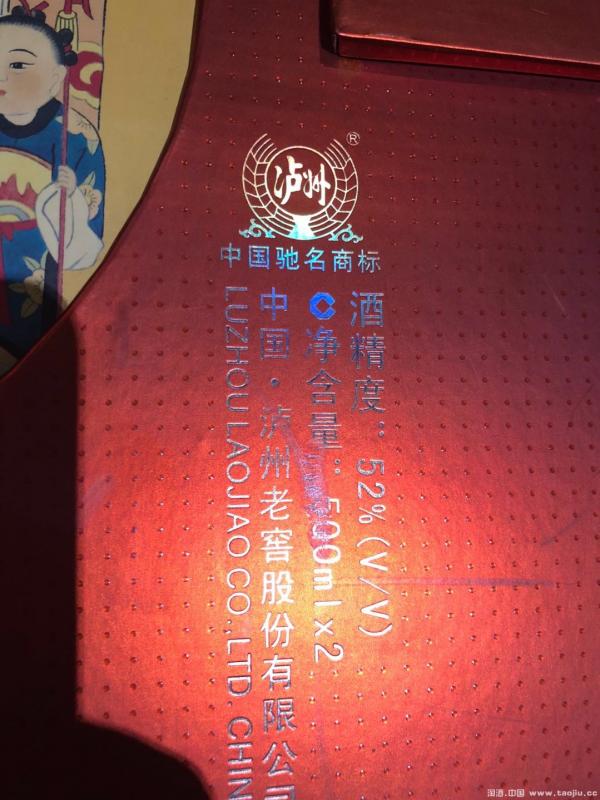 泸州
®
中国驰名商标
酒精度：52%(V/V)
净含量：500ml×2
中国·泸州老窖股份有限公司
LUZHOU LAOJIAO CO., LTD. CHIN
淘酒.中国 www.taojiu.cc